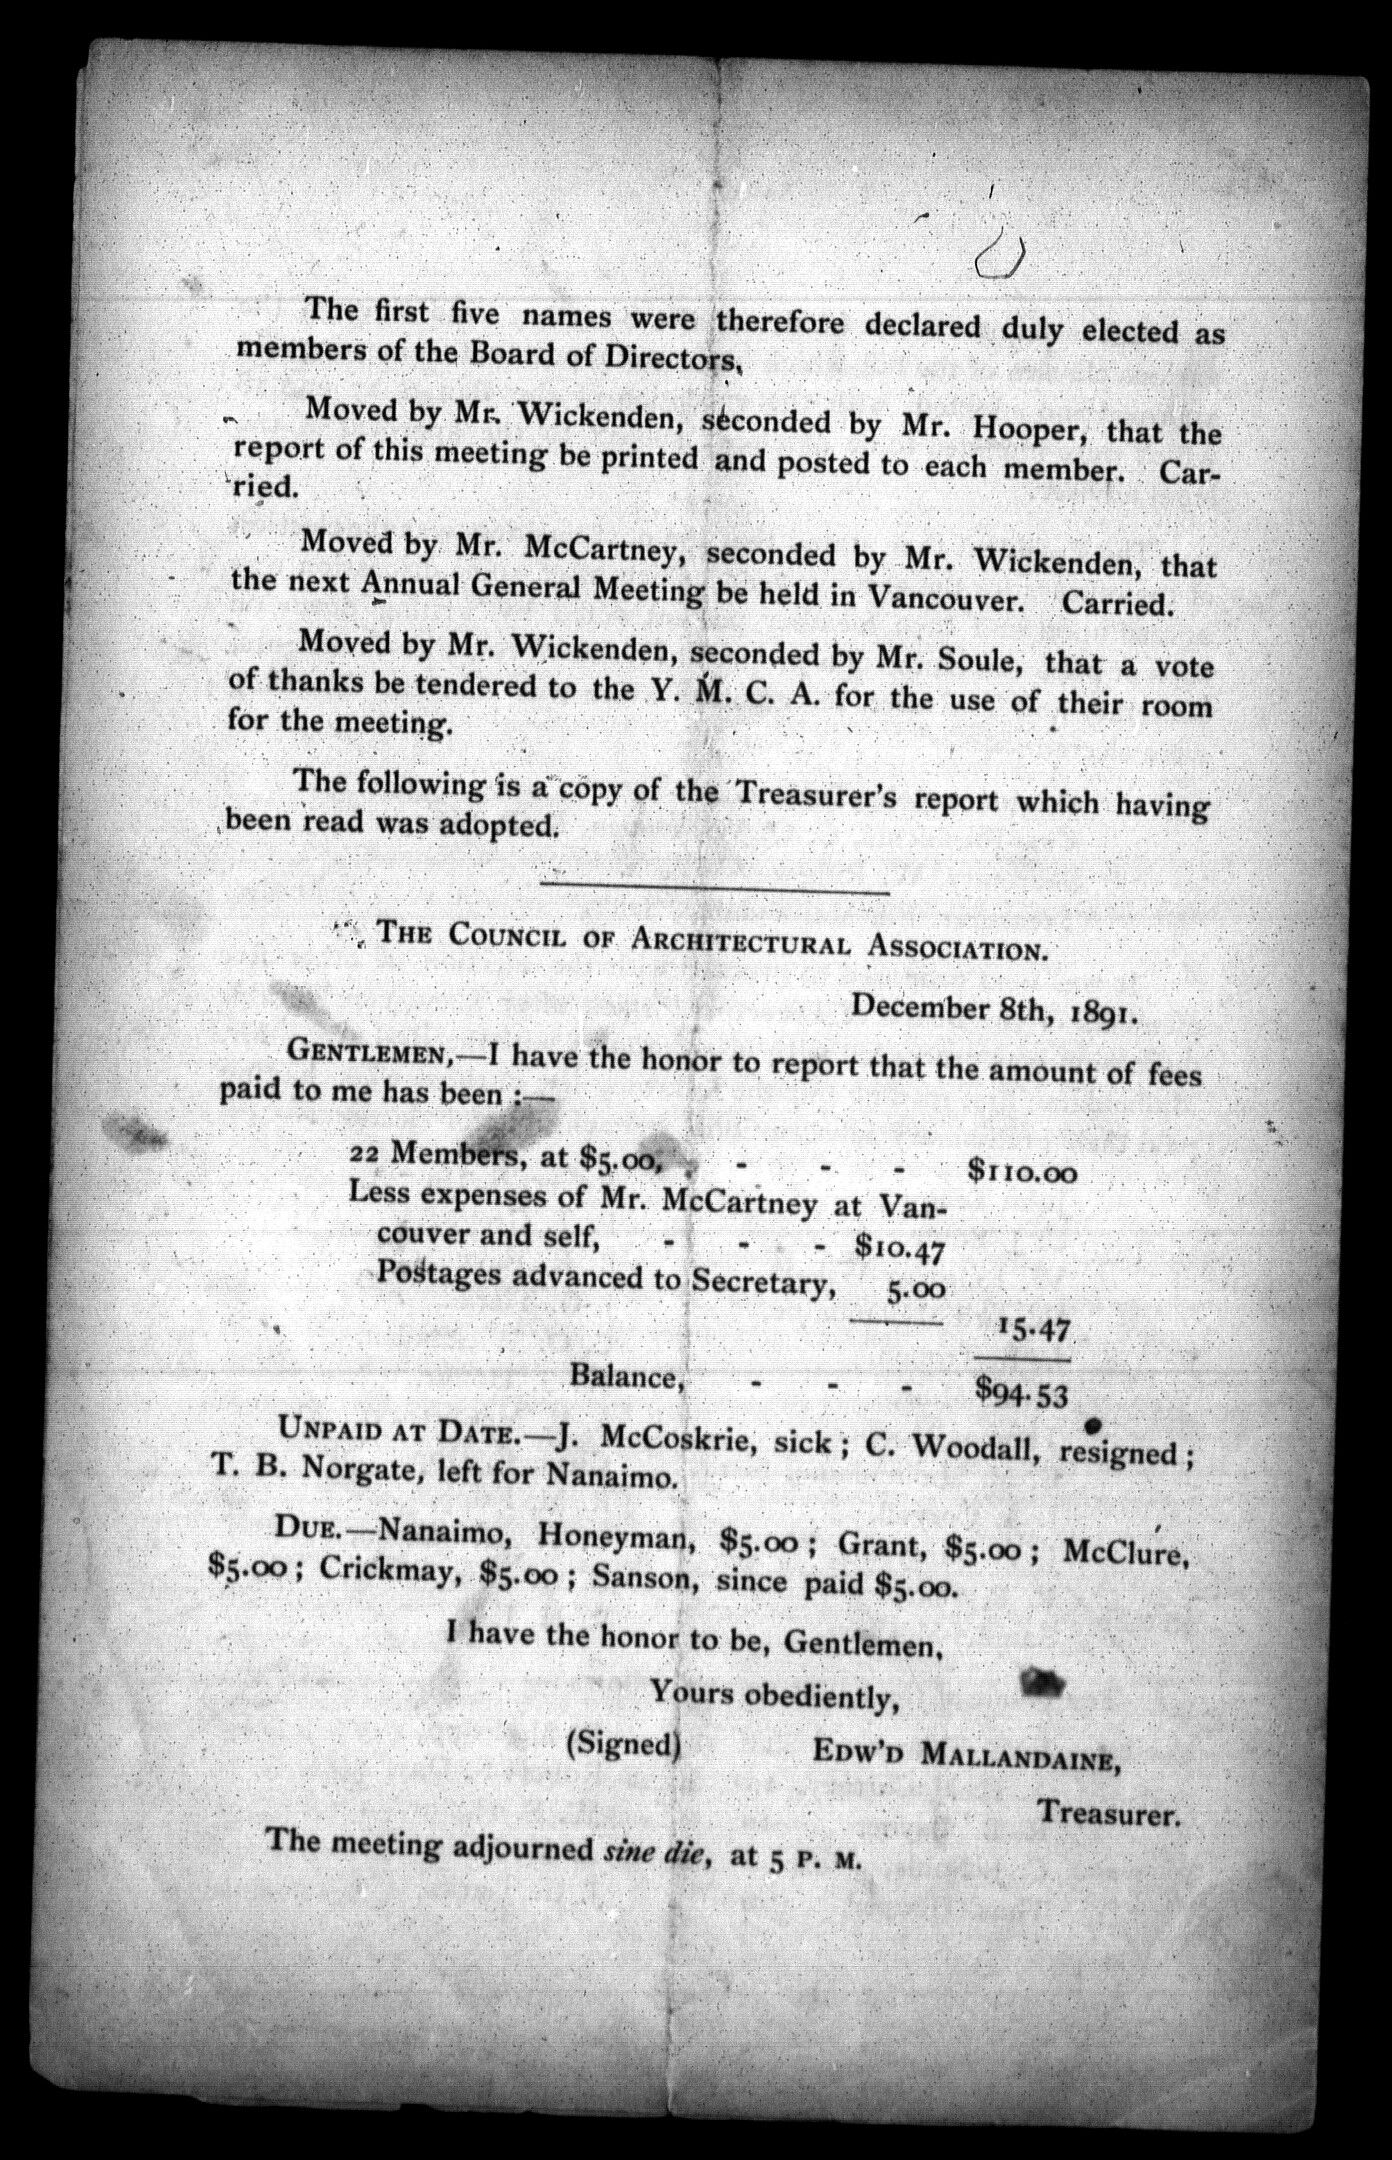 The first five names were therefore declared duly elected as
members of the Board of Directors,
Moved by Mr. Wickenden, seconded by Mr. Hooper, that the
report of this meeting be printed and posted to each member. Car-
ried.
Moved by Mr. McCartney, seconded by Mr. Wickenden, that
the next Annual General Meeting be held in Vancouver. Carried.
Moved by Mr. Wickenden, seconded by Mr. Soule, that a vote
of thanks be tendered to the Y. M. C. A. for the use of their room
for the meeting.
The following is a copy of the Treasurer's report which having
been read was adopted.
THE COUNCIL OF ARCHITECTURAL ASSOCIATION.
December 8th, 1891.
GENTLEMEN,—I have the honor to report that the amount of fees
paid to me has been :—
22 Members, at $5.00, - - - $110.00
Less expenses of Mr. McCartney at Van-
couver and self, - - - $10.47
Postages advanced to Secretary, 5.00
15.47
Balance, - - - $94.53
UNPAID AT DATE.—J. McCoskrie, sick ; C. Woodall, resigned ;
T. B. Norgate, left for Nanaimo.
DUE.—Nanaimo, Honeyman, $5.00 ; Grant, $5.00 ; McClure,
$5.00 ; Crickmay, $5.00 ; Sanson, since paid $5.00.
I have the honor to be, Gentlemen,
Yours obediently,
(Signed) EDW'D MALLANDAINE,
Treasurer.
The meeting adjourned sine die, at 5 P. M.